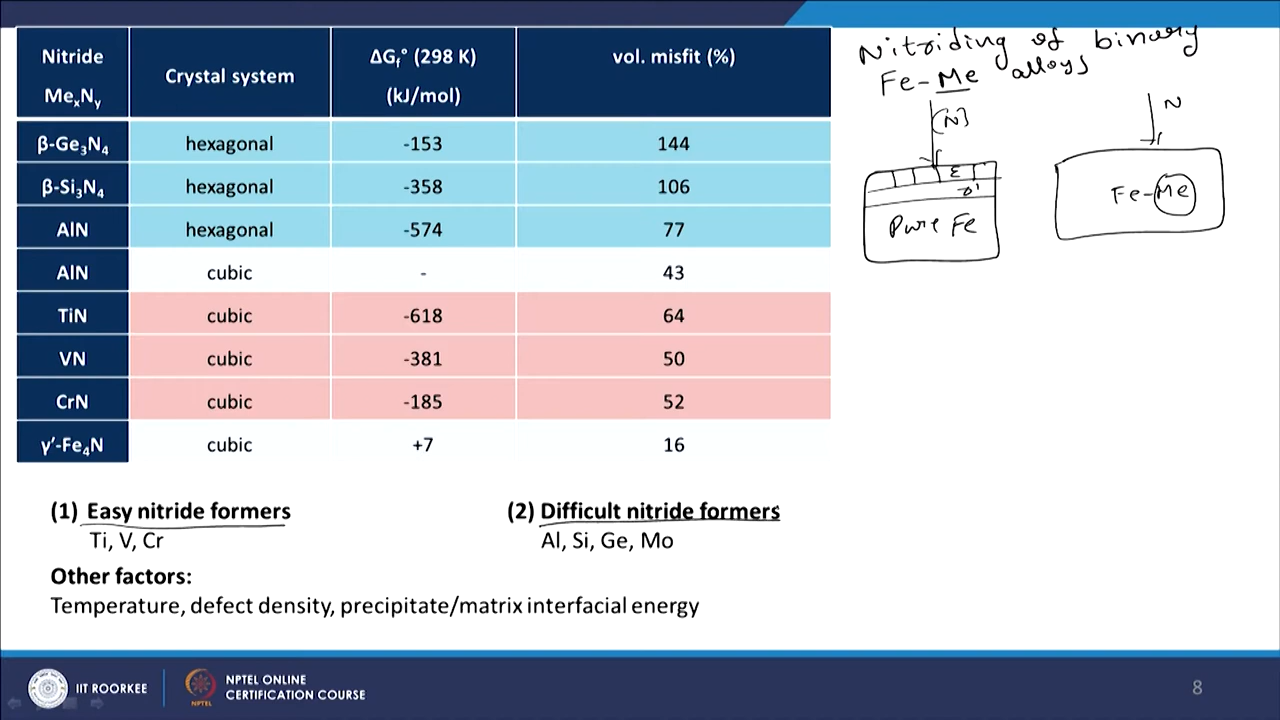 Nitride MeₓNᵧ | Crystal system | ΔGf° (298 K) (kJ/mol) | vol. misfit (%)
β-Ge₃N₄ | hexagonal | -153 | 144
β-Si₃N₄ | hexagonal | -358 | 106
AlN | hexagonal | -574 | 77
AlN | cubic | - | 43
TiN | cubic | -618 | 64
VN | cubic | -381 | 50
CrN | cubic | -185 | 52
γ′-Fe₄N | cubic | +7 | 16
Nitriding of binary
Fe-Me alloys
[N]
ε
γ'
Pure Fe
N
Fe-Me
(1) Easy nitride formers
Ti, V, Cr
(2) Difficult nitride formers
Al, Si, Ge, Mo
Other factors:
Temperature, defect density, precipitate/matrix interfacial energy
IIT ROORKEE
NPTEL
NPTEL ONLINE
CERTIFICATION COURSE
8